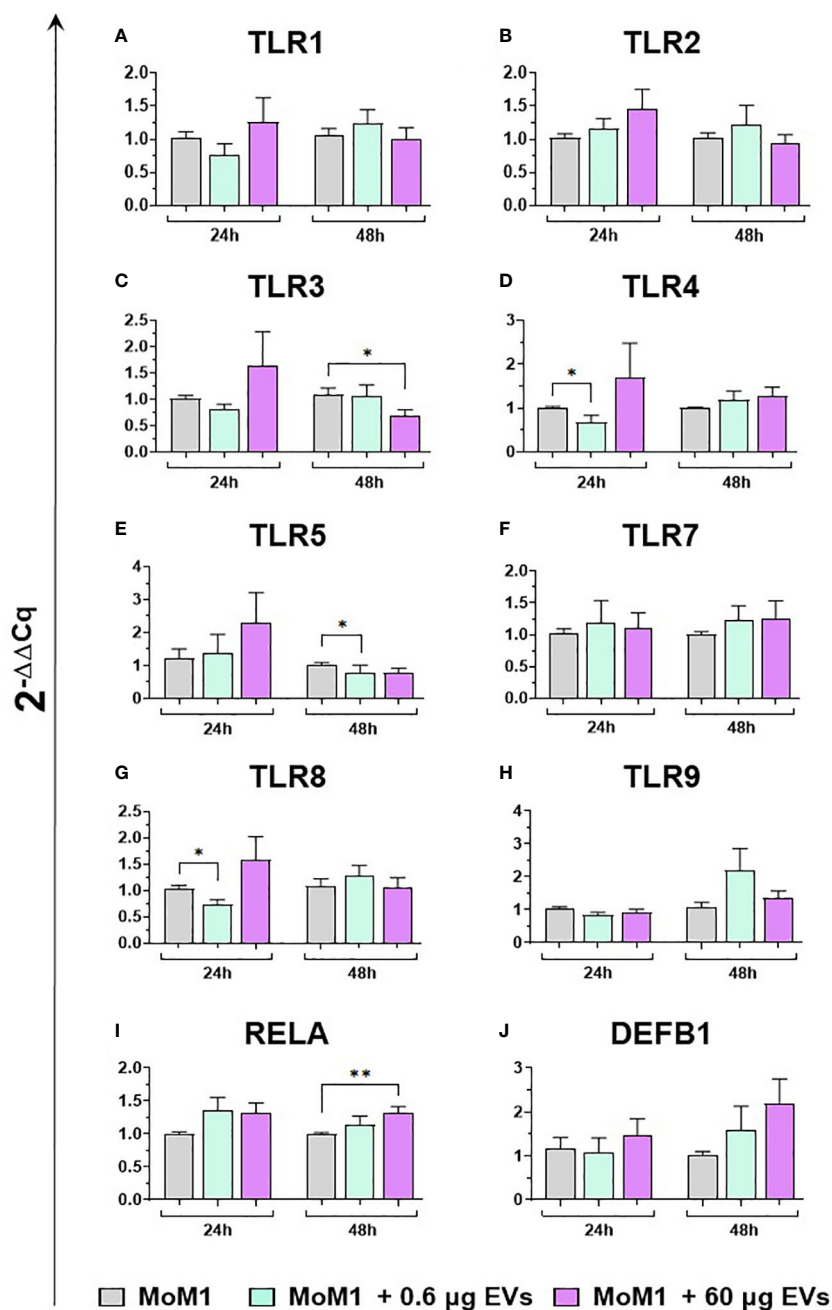 A TLR1 B TLR2
2.0 2.0
1.5 1.5
1.0 1.0
0.5 0.5
0.0 0.0
24h 48h 24h 48h
C TLR3 D TLR4
2.5 3
2.0 2
1.5 1
1.0 0
0.5
0.0
* *
24h 48h 24h 48h
E TLR5 F TLR7
4 2.0
3 1.5
2 1.0
1 0.5
0 0.0
*
24h 48h 24h 48h
2-ΔΔCq
G TLR8 H TLR9
2.5 4
2.0 3
1.5 2
1.0 1
0.5 0
0.0
*
24h 48h 24h 48h
I RELA J DEFB1
2.0 3
1.5 2
1.0 1
0.5 0
0.0
**
24h 48h 24h 48h
MoM1 MoM1 + 0.6 µg EVs MoM1 + 60 µg EVs